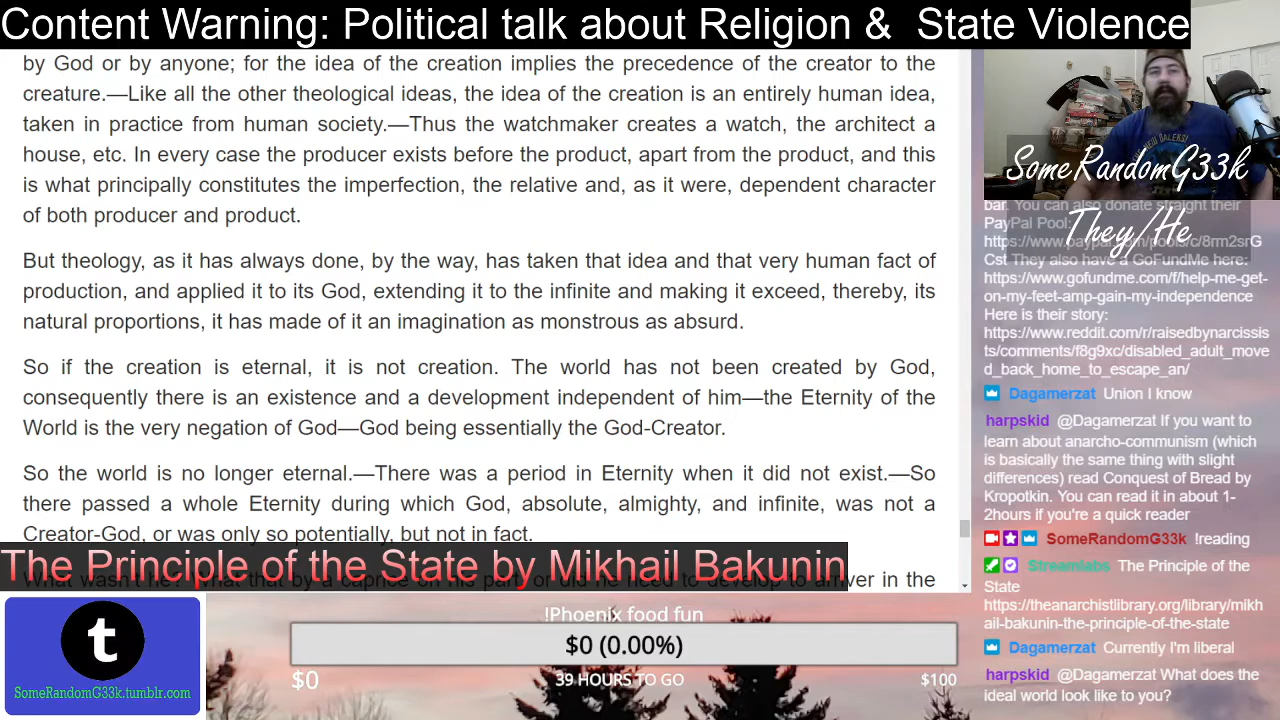 Content Warning: Political talk about Religion & State Violence
by God or by anyone; for the idea of the creation implies the precedence of the creator to the
creature.—Like all the other theological ideas, the idea of the creation is an entirely human idea,
taken in practice from human society.—Thus the watchmaker creates a watch, the architect a
house, etc. In every case the producer exists before the product, apart from the product, and this
is what principally constitutes the imperfection, the relative and, as it were, dependent character
of both producer and product.
But theology, as it has always done, by the way, has taken that idea and that very human fact of
production, and applied it to its God, extending it to the infinite and making it exceed, thereby, its
natural proportions, it has made of it an imagination as monstrous as absurd.
So if the creation is eternal, it is not creation. The world has not been created by God,
consequently there is an existence and a development independent of him—the Eternity of the
World is the very negation of God—God being essentially the God-Creator.
So the world is no longer eternal.—There was a period in Eternity when it did not exist.—So
there passed a whole Eternity during which God, absolute, almighty, and infinite, was not a
Creator-God, or was only so potentially, but not in fact.
The Principle of the State by Mikhail Bakunin
in the
SomeRandomG33k
They/He
bar. You can also donate straight their
PayPal Pool:
Cst They also have a GoFundMe here:
https://www.gofundme.com/f/help-me-get-
on-my-feet-amp-gain-my-independence
Here is their story:
https://www.reddit.com/r/raisedbynarcissis
ts/comments/f8g9xc/disabled_adult_move
d_back_home_to_escape_an/
Dagamerzat Union I know
harpskid @Dagamerzat If you want to
learn about anarcho-communism (which
is basically the same thing with slight
differences) read Conquest of Bread by
Kropotkin. You can read it in about 1-
2hours if you're a quick reader
SomeRandomG33k !reading
Streamlabs The Principle of the
State
https://theanarchistlibrary.org/library/mikh
ail-bakunin-the-principle-of-the-state
Dagamerzat Currently I'm liberal
harpskid @Dagamerzat What does the
ideal world look like to you?
t
SomeRandomG33k.tumblr.com
!Phoenix food fun
$0 (0.00%)
$0
39 HOURS TO GO
$100